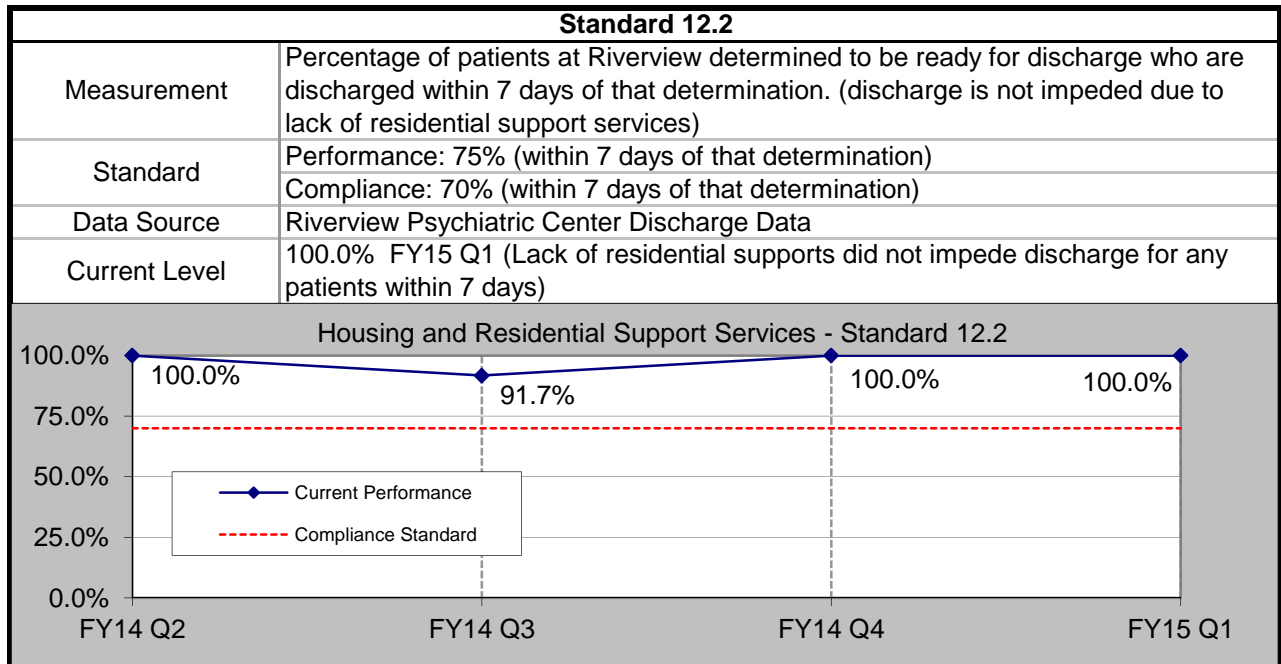 Standard 12.2
Measurement
Percentage of patients at Riverview determined to be ready for discharge who are
discharged within 7 days of that determination. (discharge is not impeded due to
lack of residential support services)
Standard
Performance: 75% (within 7 days of that determination)
Compliance: 70% (within 7 days of that determination)
Data Source
Riverview Psychiatric Center Discharge Data
Current Level
100.0%  FY15 Q1 (Lack of residential supports did not impede discharge for any
patients within 7 days)
Housing and Residential Support Services - Standard 12.2
100.0%
75.0%
50.0%
25.0%
0.0%
100.0%
91.7%
100.0%
100.0%
Current Performance
Compliance Standard
FY14 Q2
FY14 Q3
FY14 Q4
FY15 Q1